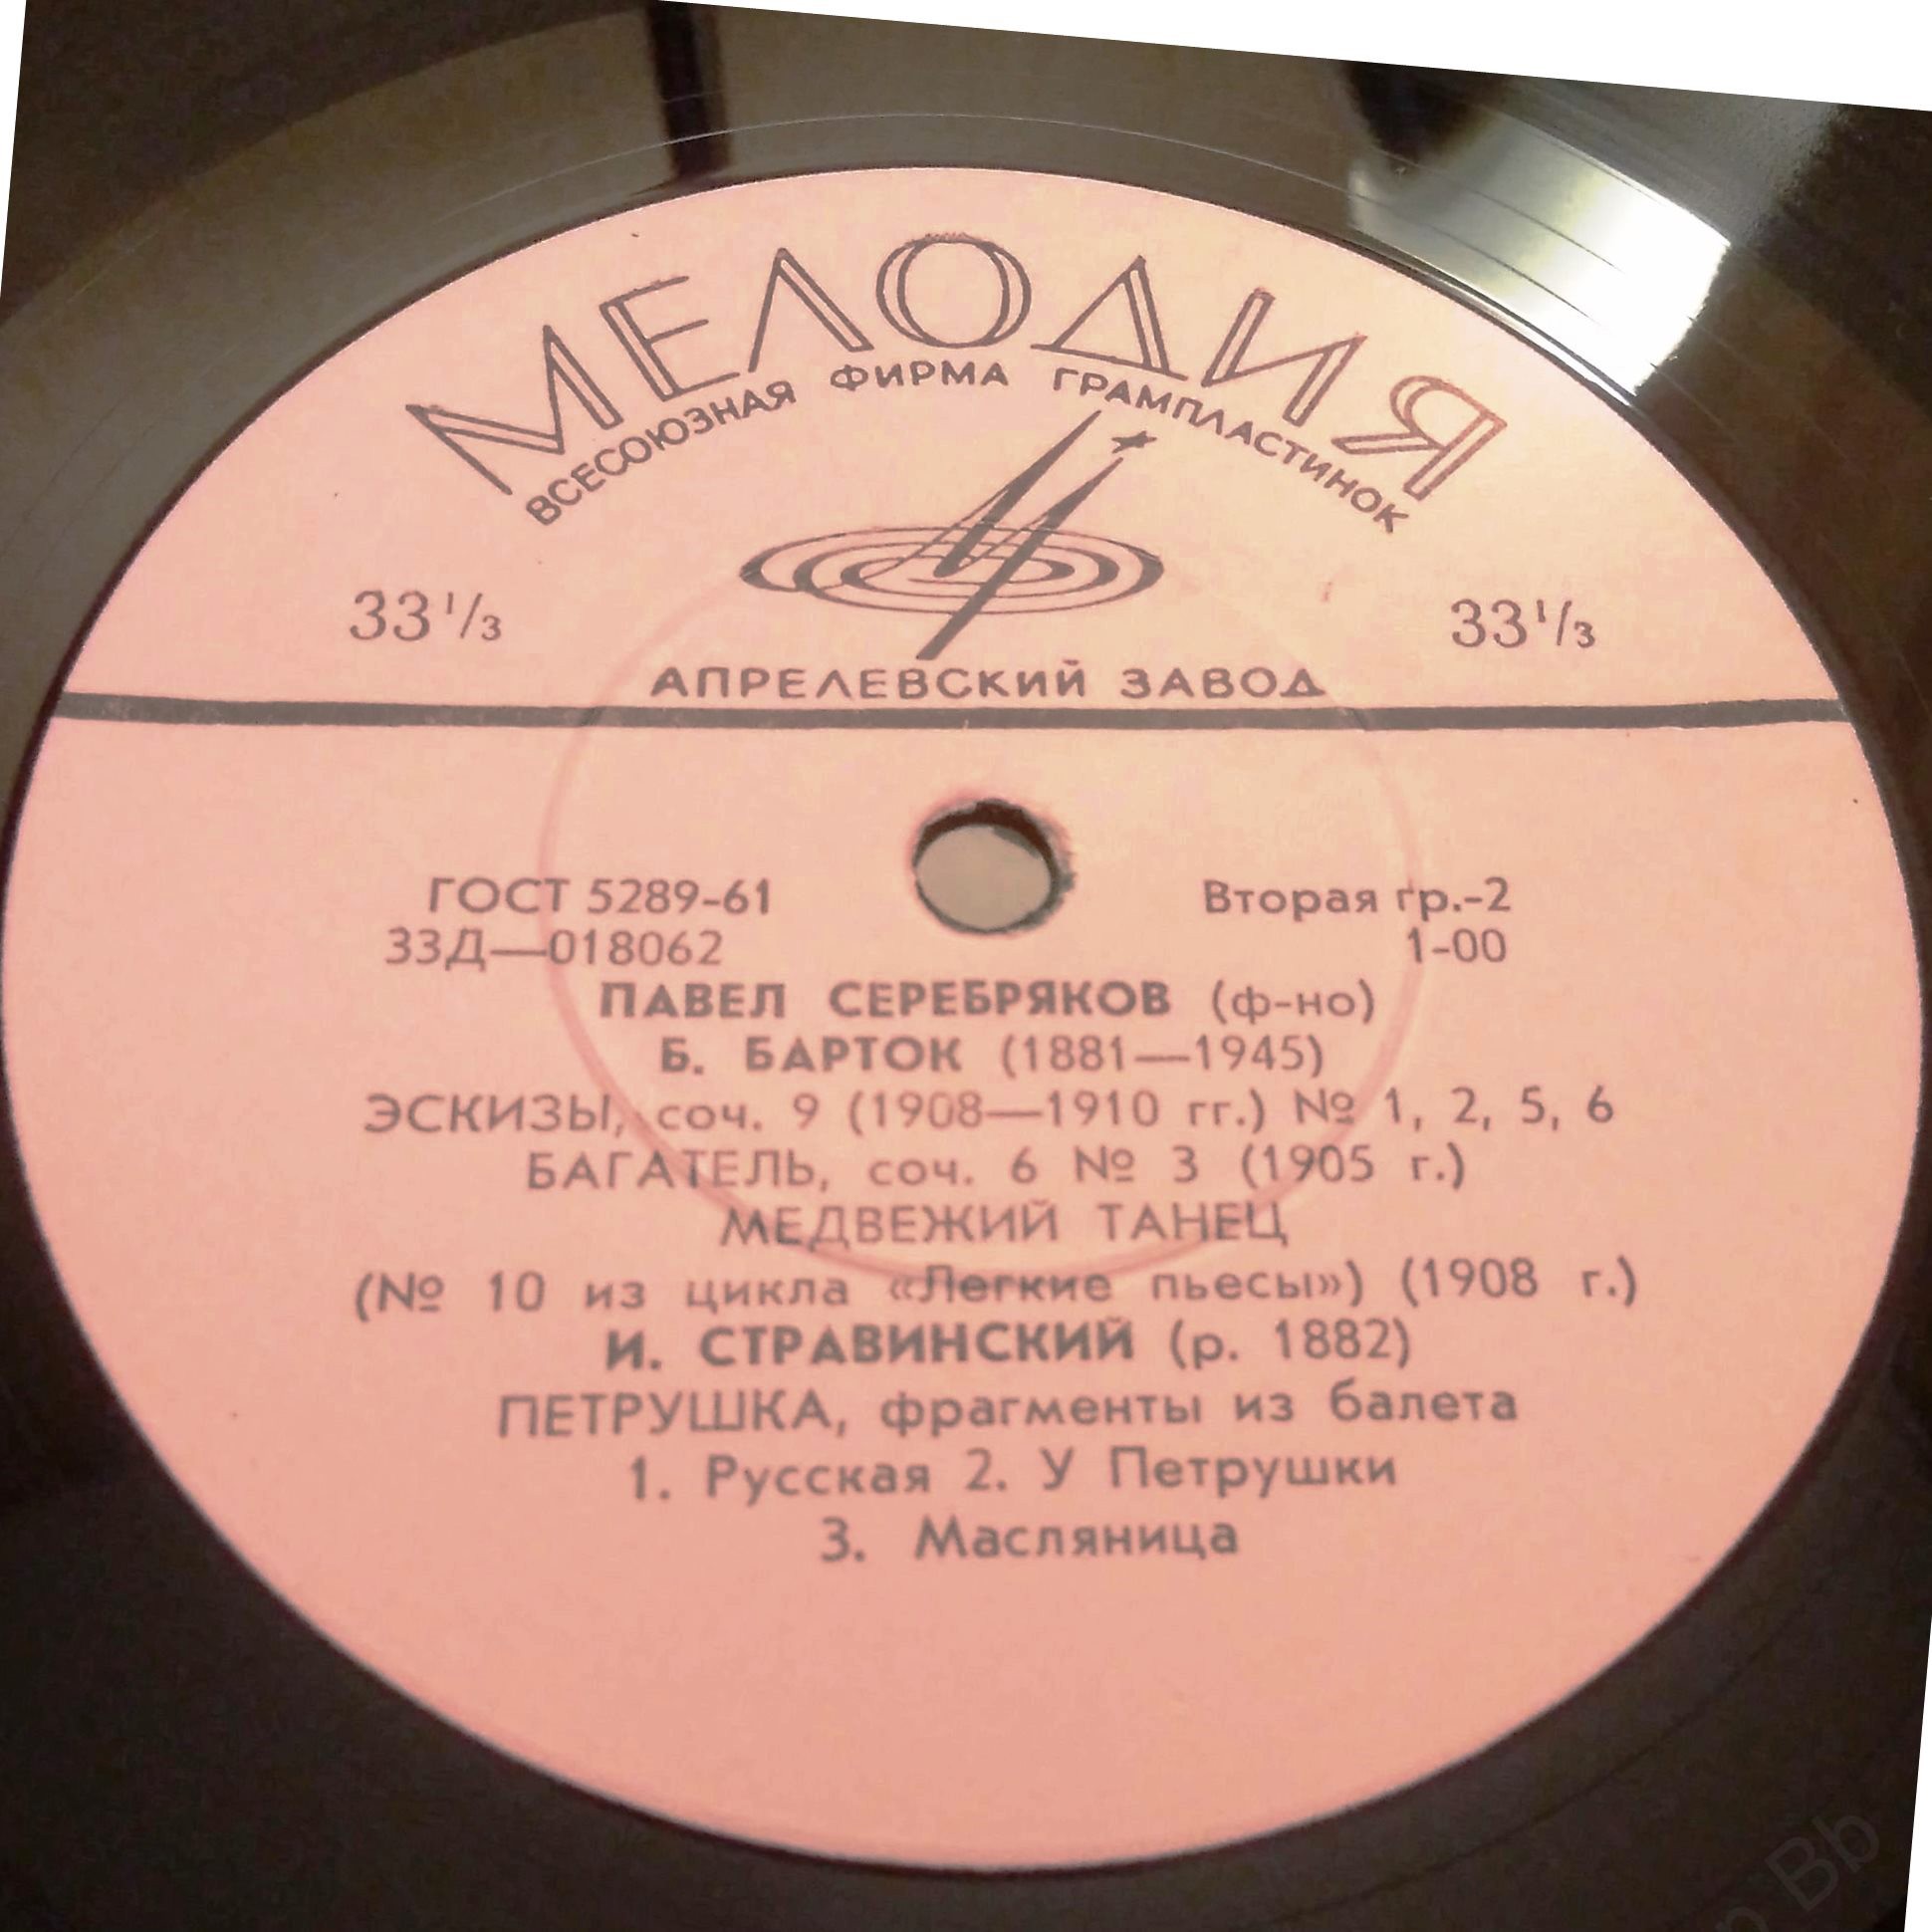 МЕЛОДИЯ
ВСЕСОЮЗНАЯ ФИРМА ГРАМПЛАСТИНОК
33 1/3 33 1/3
АПРЕЛЕВСКИЙ ЗАВОД
ГОСТ 5289-61 Вторая гр.-2
33Д—018062 1-00
ПАВЕЛ СЕРЕБРЯКОВ (ф-но)
Б. БАРТОК (1881—1945)
ЭСКИЗЫ, соч. 9 (1908—1910 гг.) № 1, 2, 5, 6
БАГАТЕЛЬ, соч. 6 № 3 (1905 г.)
МЕДВЕЖИЙ ТАНЕЦ
(№ 10 из цикла «Легкие пьесы») (1908 г.)
И. СТРАВИНСКИЙ (р. 1882)
ПЕТРУШКА, фрагменты из балета
1. Русская 2. У Петрушки
3. Масляница
Bb